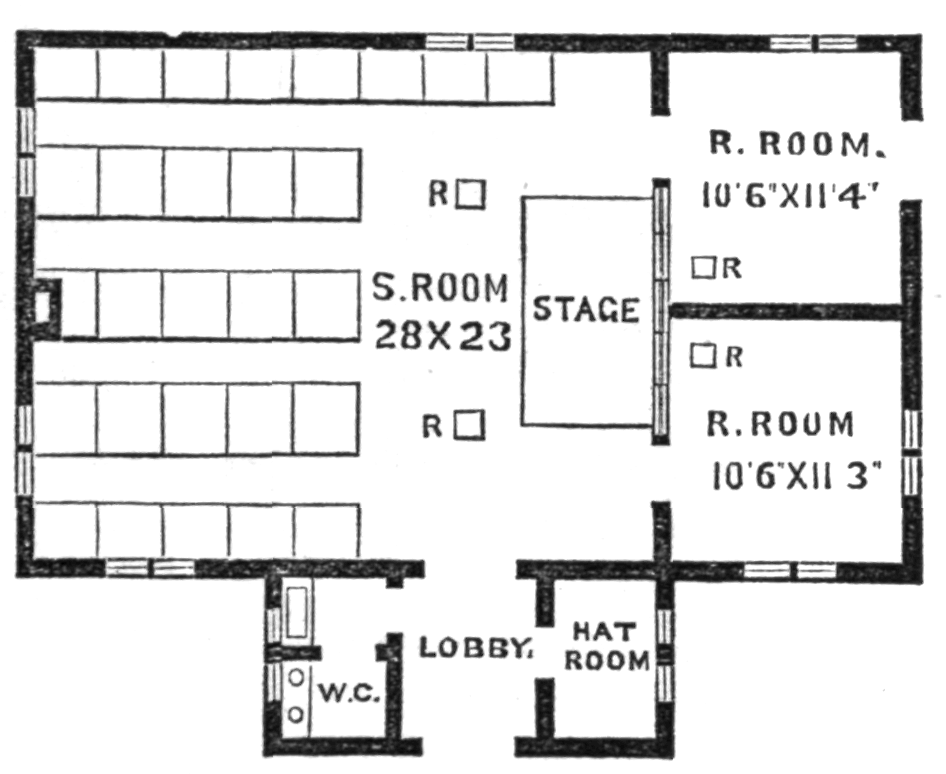 R. ROOM.
10'6"X11'4"
R
R
S.ROOM
28X23
STAGE
R
R
R.ROOM
10'6"X11 3"
LOBBY.
HAT
ROOM
W.C.